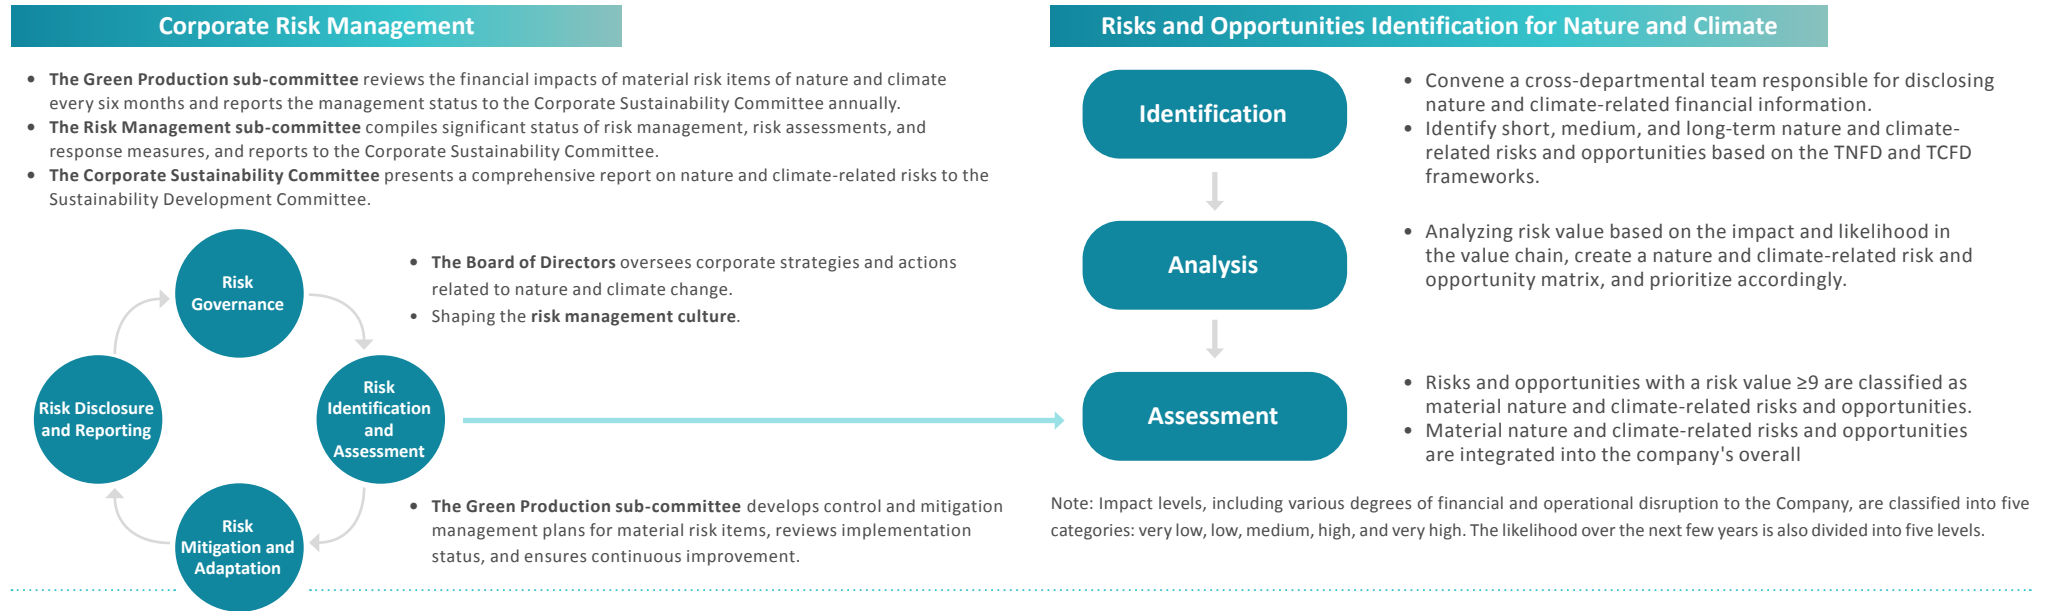 Corporate Risk Management
• The Green Production sub-committee reviews the financial impacts of material risk items of nature and climate
every six months and reports the management status to the Corporate Sustainability Committee annually.
• The Risk Management sub-committee compiles significant status of risk management, risk assessments, and
response measures, and reports to the Corporate Sustainability Committee.
• The Corporate Sustainability Committee presents a comprehensive report on nature and climate-related risks to the
Sustainability Development Committee.
Risk
Governance
• The Board of Directors oversees corporate strategies and actions
related to nature and climate change.
• Shaping the risk management culture.
Risk
Identification
and
Assessment
Risk Disclosure
and Reporting
Risk
Mitigation and
Adaptation
• The Green Production sub-committee develops control and mitigation
management plans for material risk items, reviews implementation
status, and ensures continuous improvement.
Risks and Opportunities Identification for Nature and Climate
Identification
• Convene a cross-departmental team responsible for disclosing
nature and climate-related financial information.
• Identify short, medium, and long-term nature and climate-
related risks and opportunities based on the TNFD and TCFD
frameworks.
Analysis
• Analyzing risk value based on the impact and likelihood in
the value chain, create a nature and climate-related risk and
opportunity matrix, and prioritize accordingly.
Assessment
• Risks and opportunities with a risk value ≥9 are classified as
material nature and climate-related risks and opportunities.
• Material nature and climate-related risks and opportunities
are integrated into the company's overall
Note: Impact levels, including various degrees of financial and operational disruption to the Company, are classified into five
categories: very low, low, medium, high, and very high. The likelihood over the next few years is also divided into five levels.